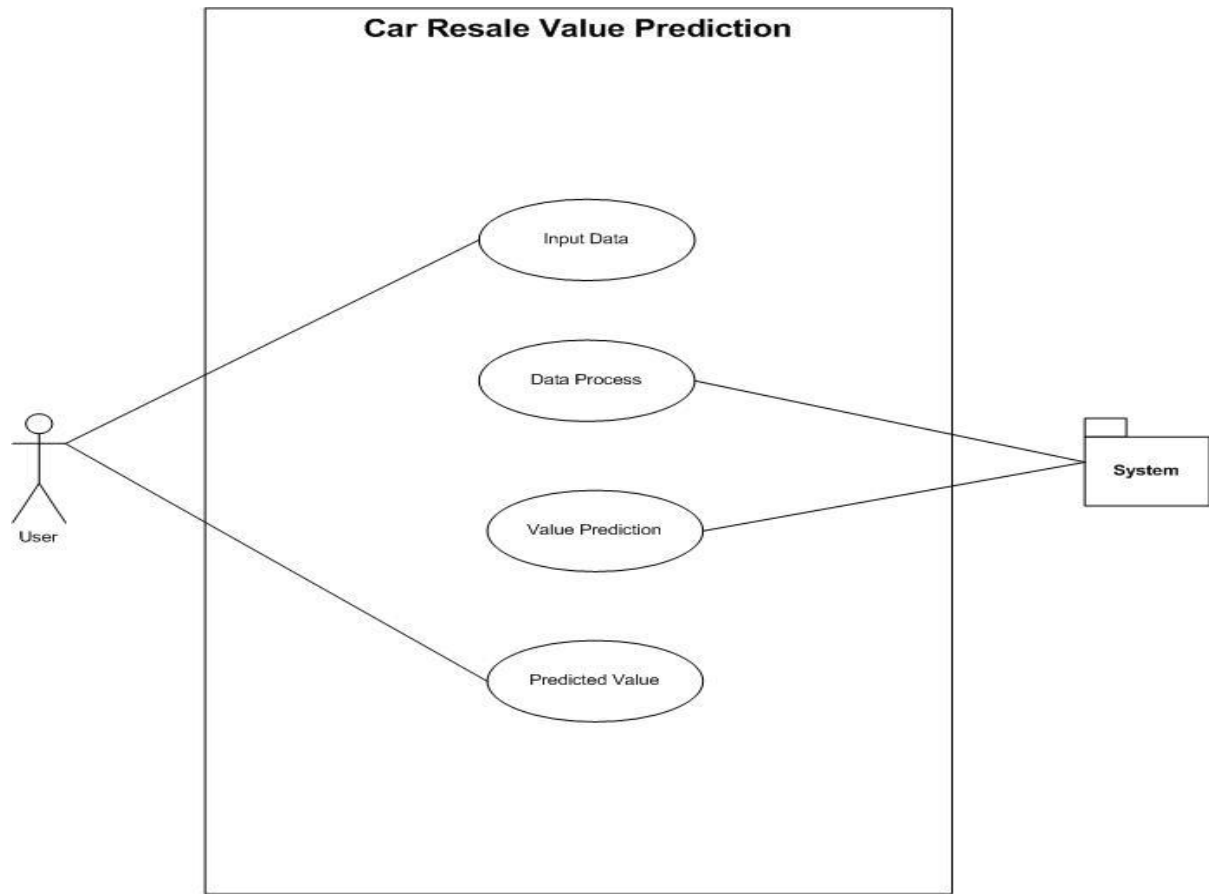 Car Resale Value Prediction
Input Data
Data Process
System
Value Prediction
User
Predicted Value